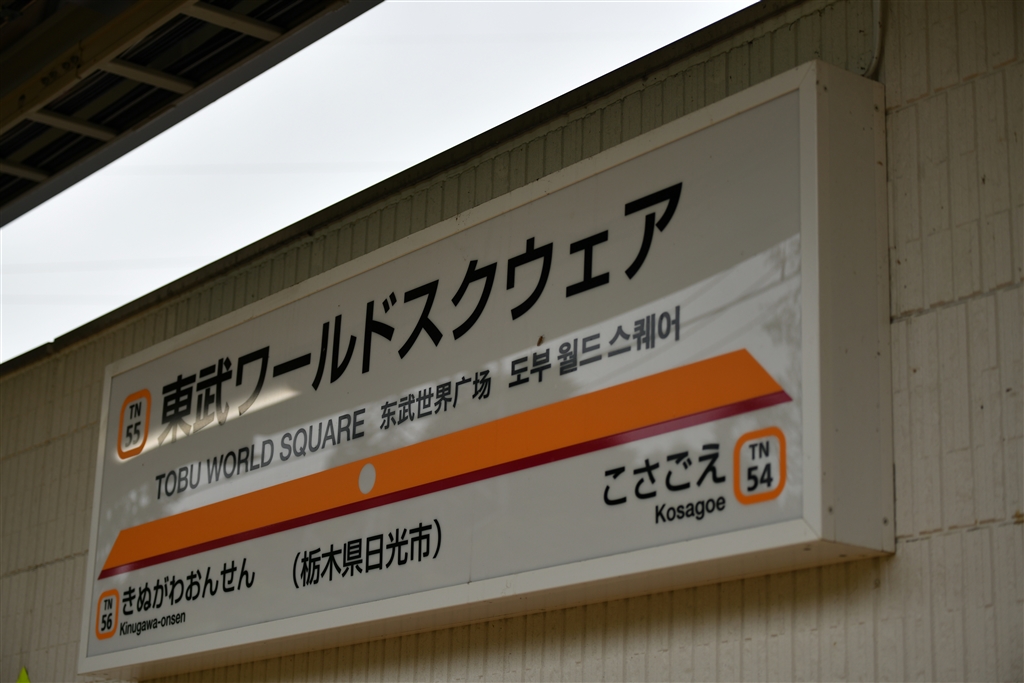 TN
55
東武ワールドスクウェア
TOBU WORLD SQUARE 东武世界广场 도부 월드 스퀘어
こさごえ
Kosagoe
TN
54
TN
56
きぬがわおんせん
Kinugawa-onsen
(栃木県日光市)